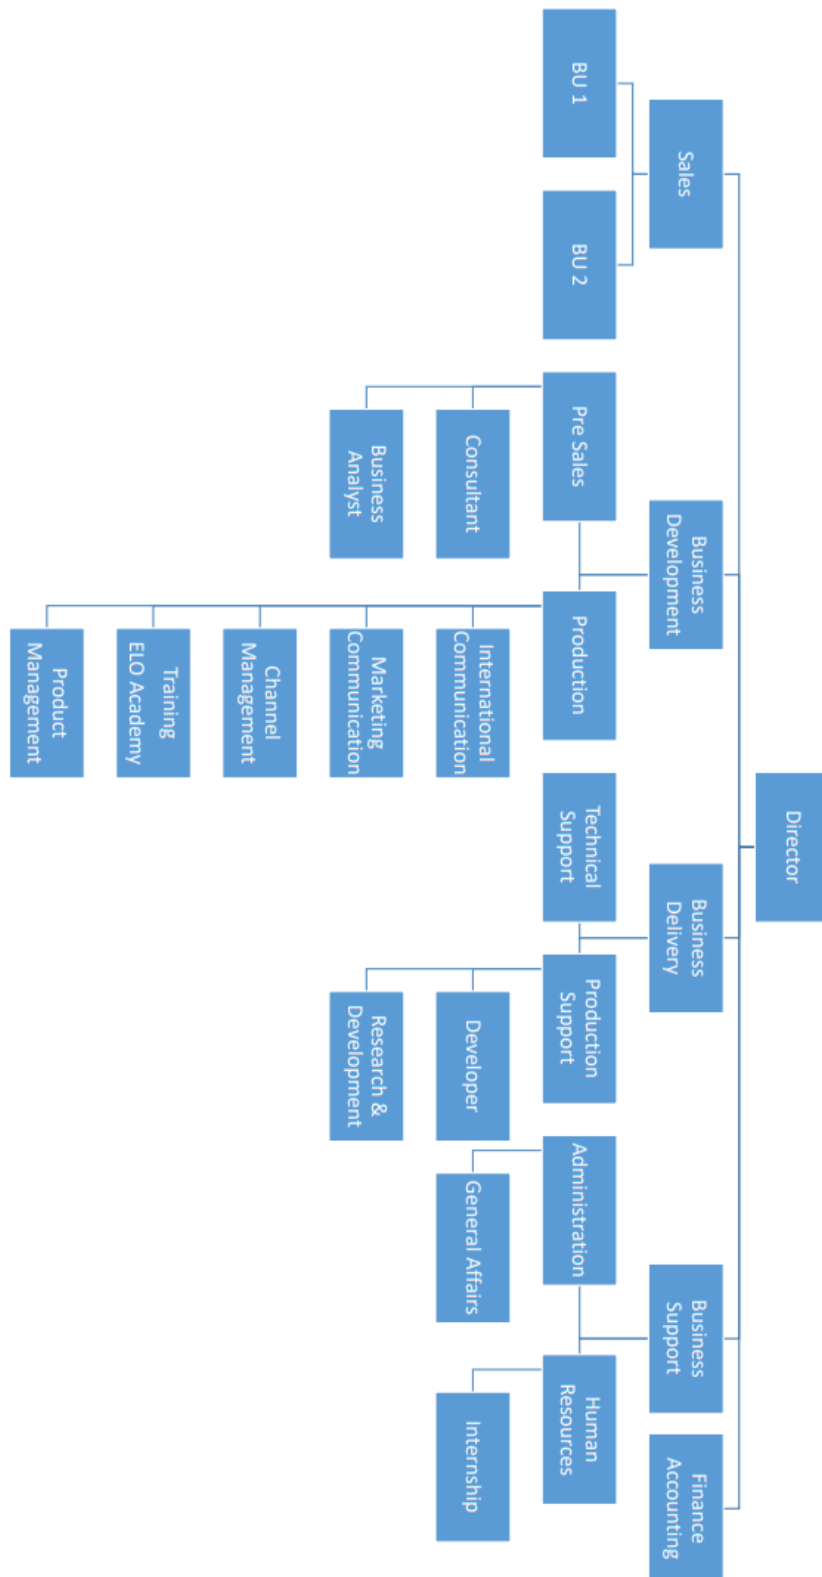 Director
Sales
Business
Development
Business
Delivery
Business
Support
Finance
Accounting
BU 1
BU 2
Pre Sales
Production
Technical
Support
Production
Support
Administration
Human
Resources
Consultant
International
Communication
Developer
General Affairs
Internship
Business
Analyst
Marketing
Communication
Research &
Development
Channel
Management
Training
ELO Academy
Product
Management